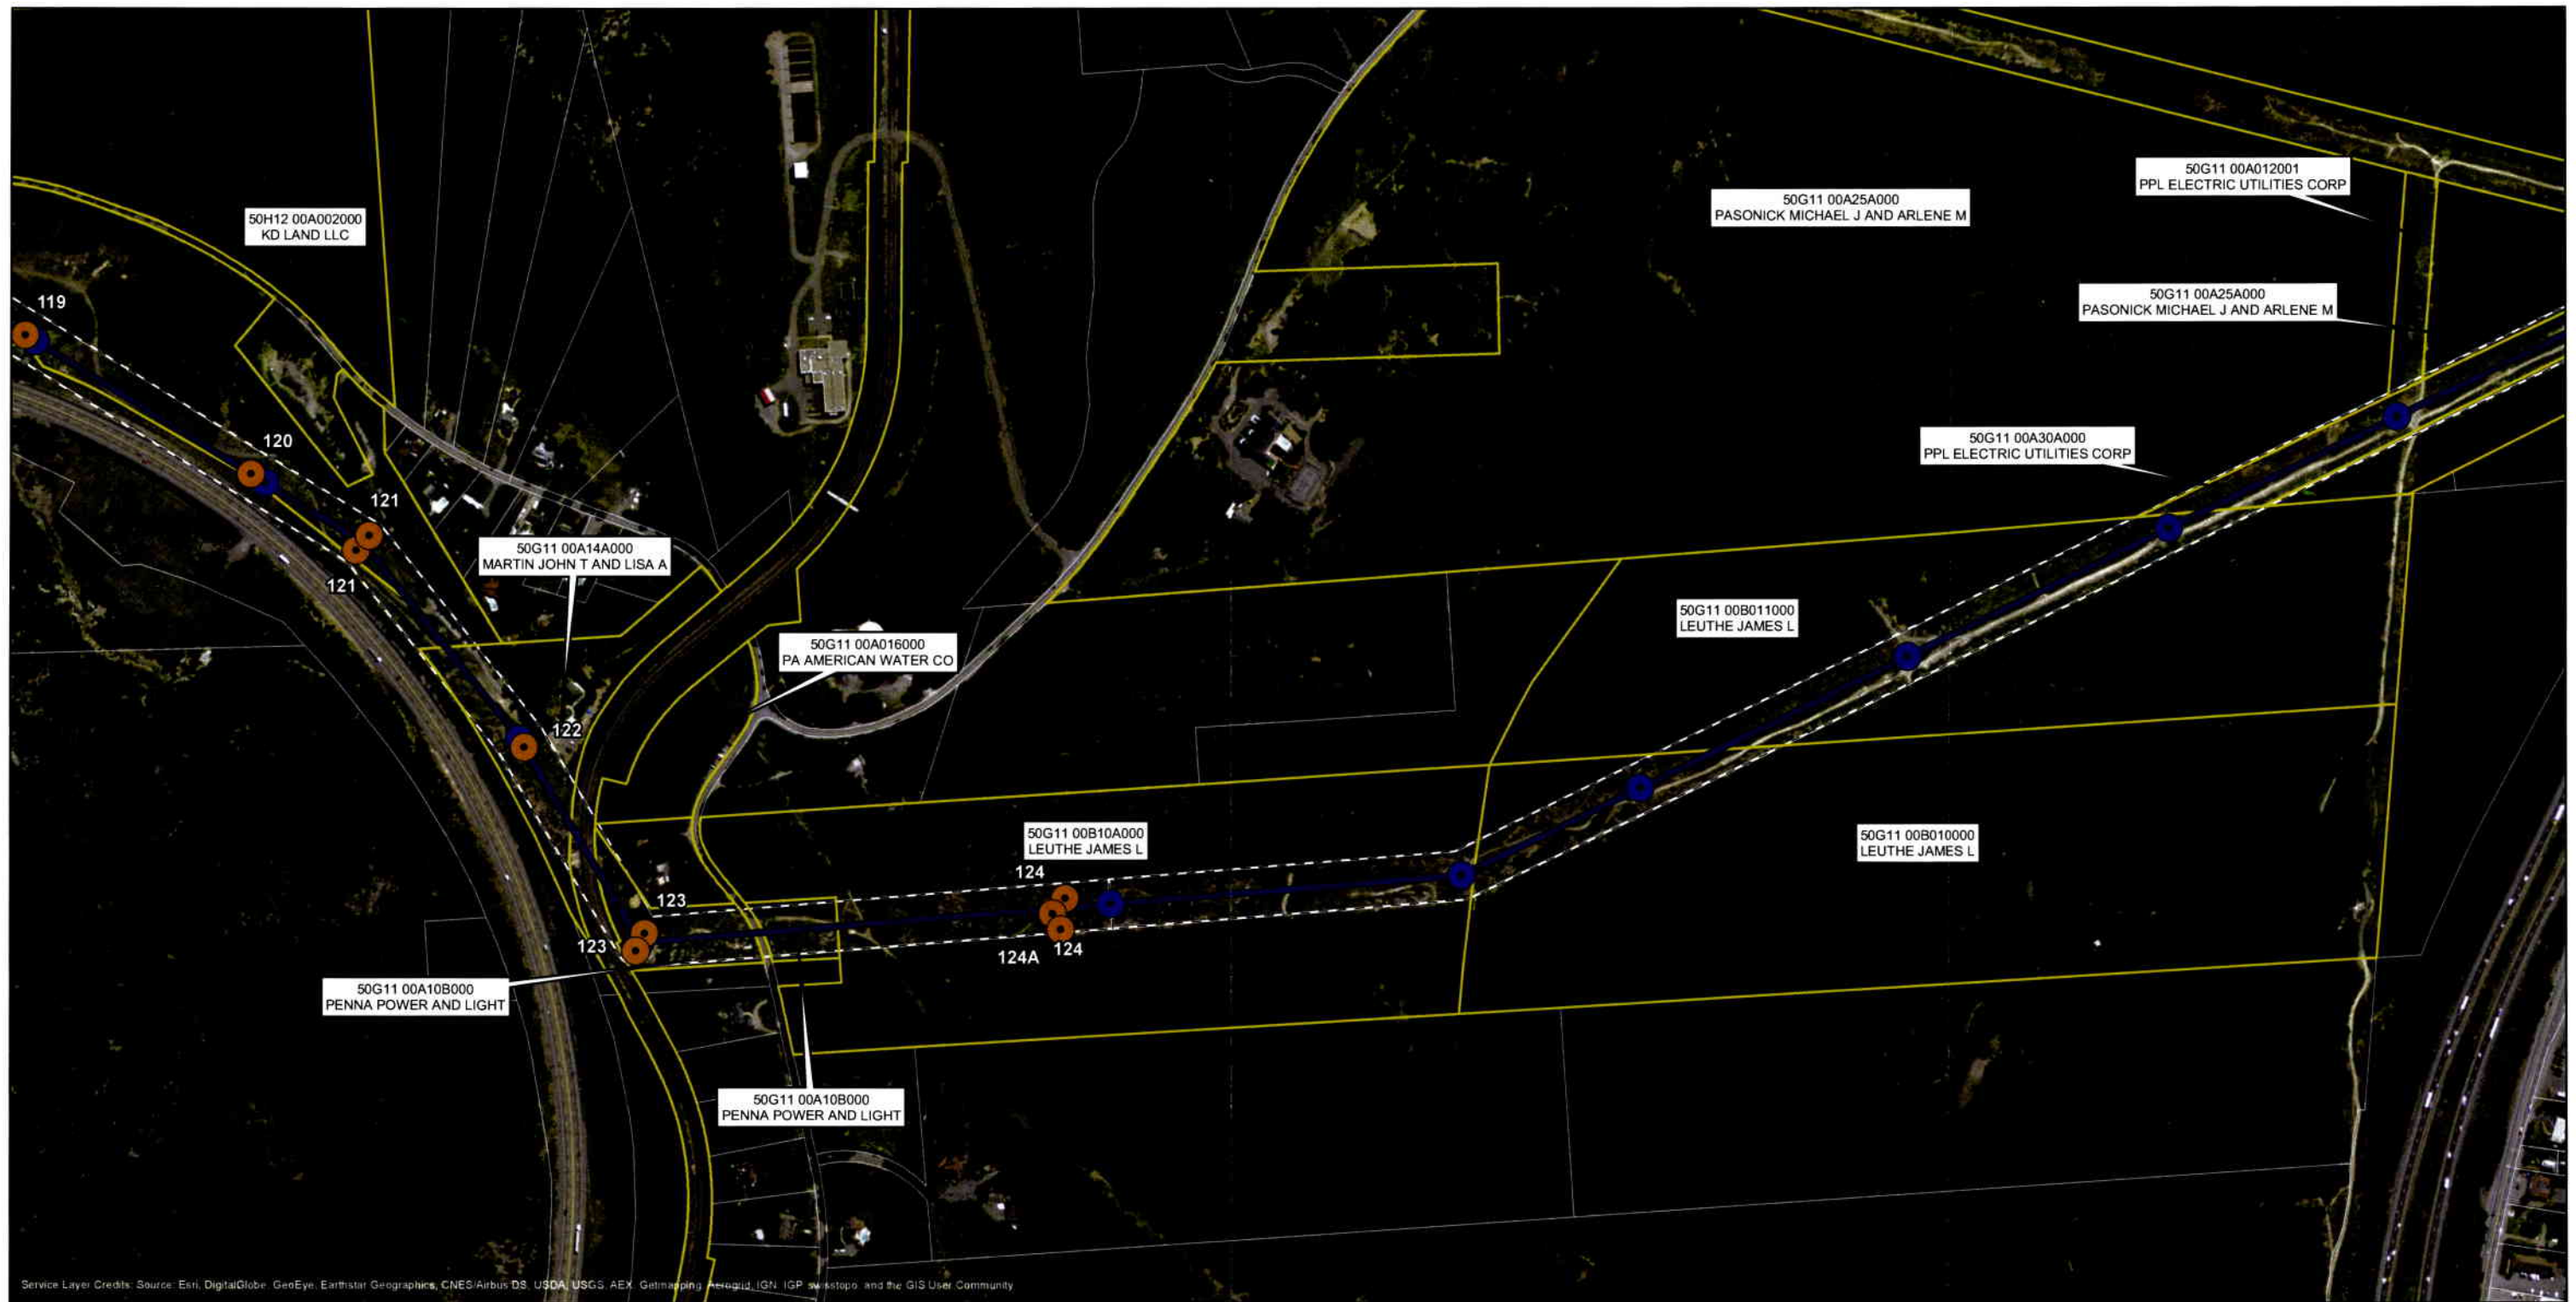 50G11 00A012001
PPL ELECTRIC UTILITIES CORP
50G11 00A25A000
PASONICK MICHAEL J AND ARLENE M
50H12 00A002000
KD LAND LLC
50G11 00A25A000
PASONICK MICHAEL J AND ARLENE M
119
120
50G11 00A30A000
PPL ELECTRIC UTILITIES CORP
121
50G11 00A14A000
MARTIN JOHN T AND LISA A
121
50G11 00B011000
LEUTHE JAMES L
50G11 00A016000
PA AMERICAN WATER CO
122
50G11 00B10A000
LEUTHE JAMES L
50G11 00B010000
LEUTHE JAMES L
124
123
123
124
124A
50G11 00A10B000
PENNA POWER AND LIGHT
50G11 00A10B000
PENNA POWER AND LIGHT
Service Layer Credits: Source: Esri, DigitalGlobe, GeoEye, Earthstar Geographics, CNES/Airbus DS, USDA, USGS, AEX, Getmapping, Aerogrid, IGN, IGP, swisstopo, and the GIS User Community